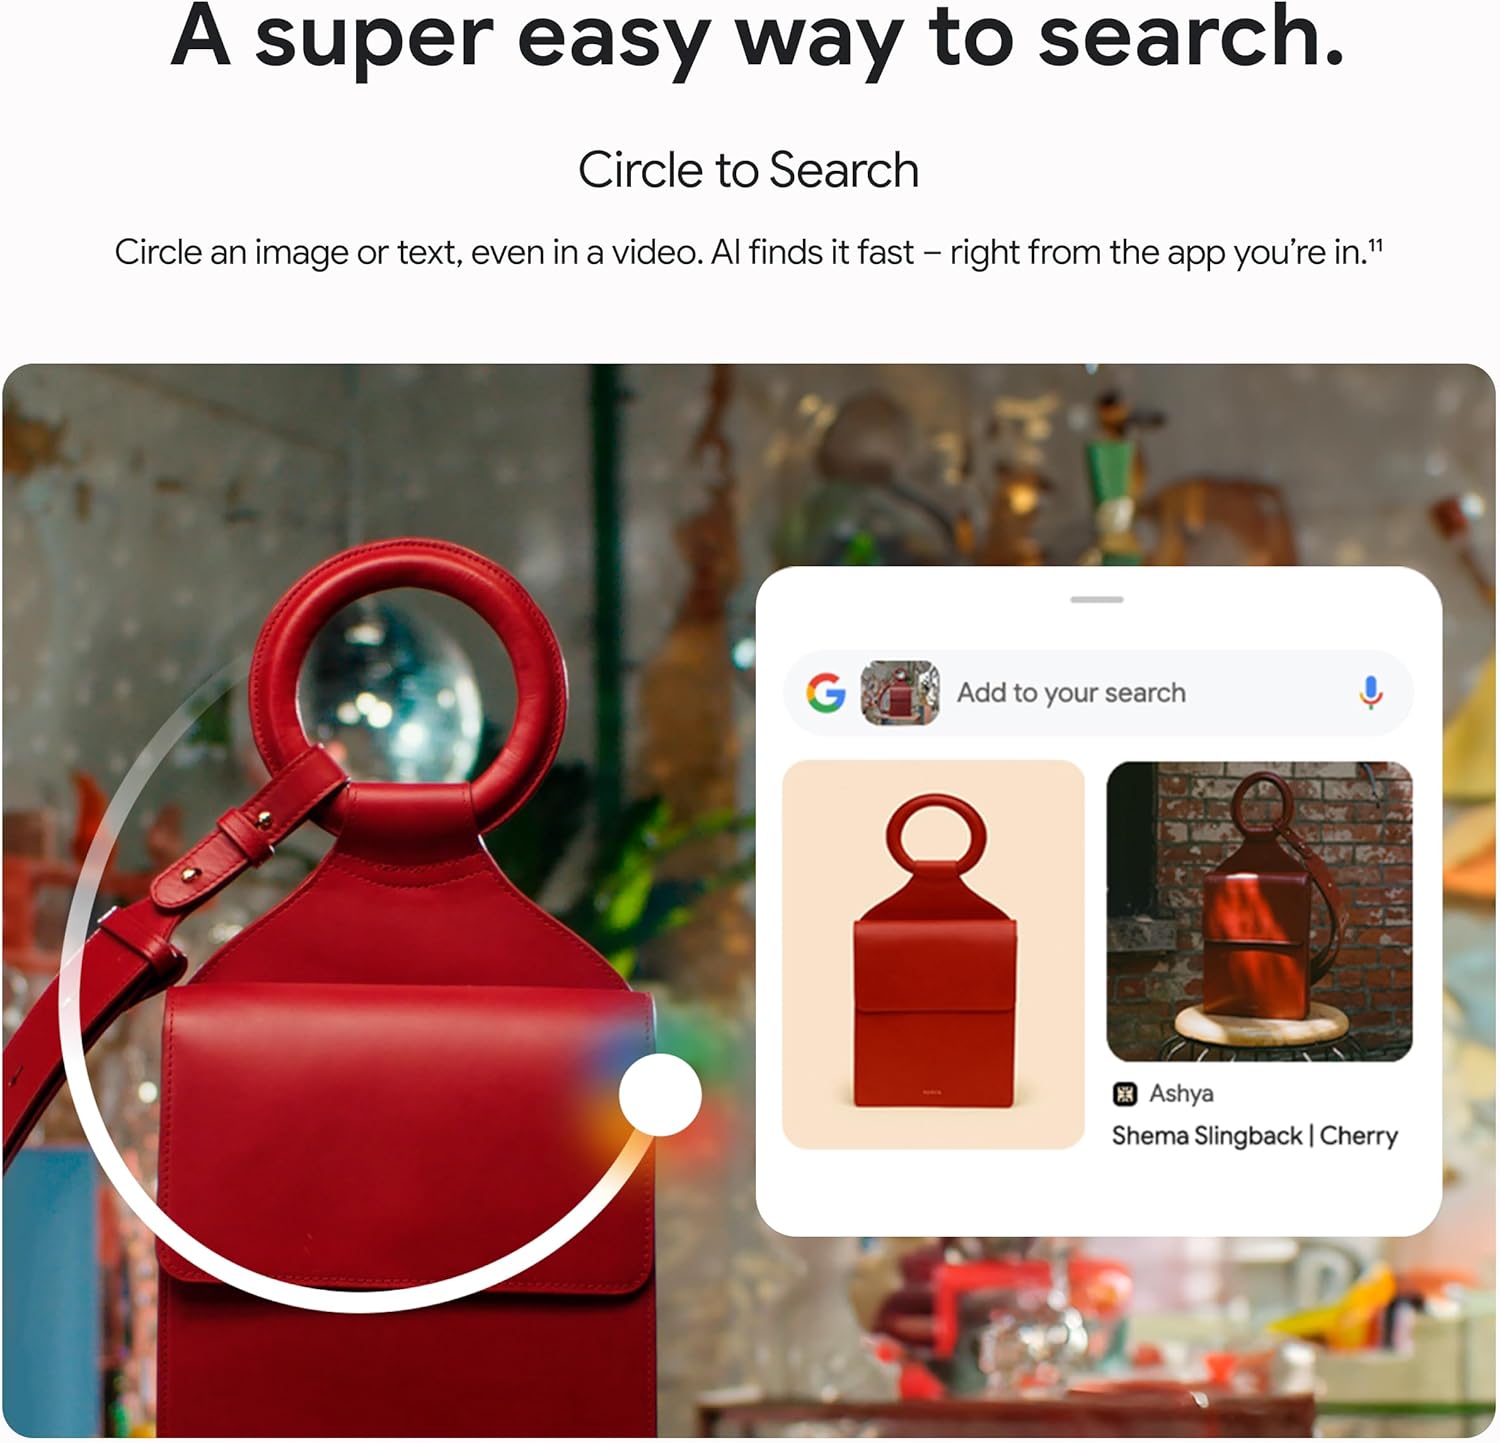 A super easy way to search.
Circle to Search
Circle an image or text, even in a video. AI finds it fast – right from the app you’re in.¹¹
Add to your search
Ashya
Shema Slingback | Cherry